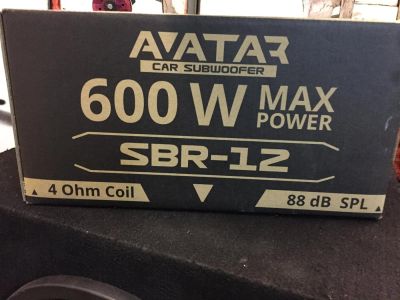 AVATAR
CAR SUBWOOFER
600 W MAX POWER
SBR-12
4 Ohm Coil
88 dB SPL